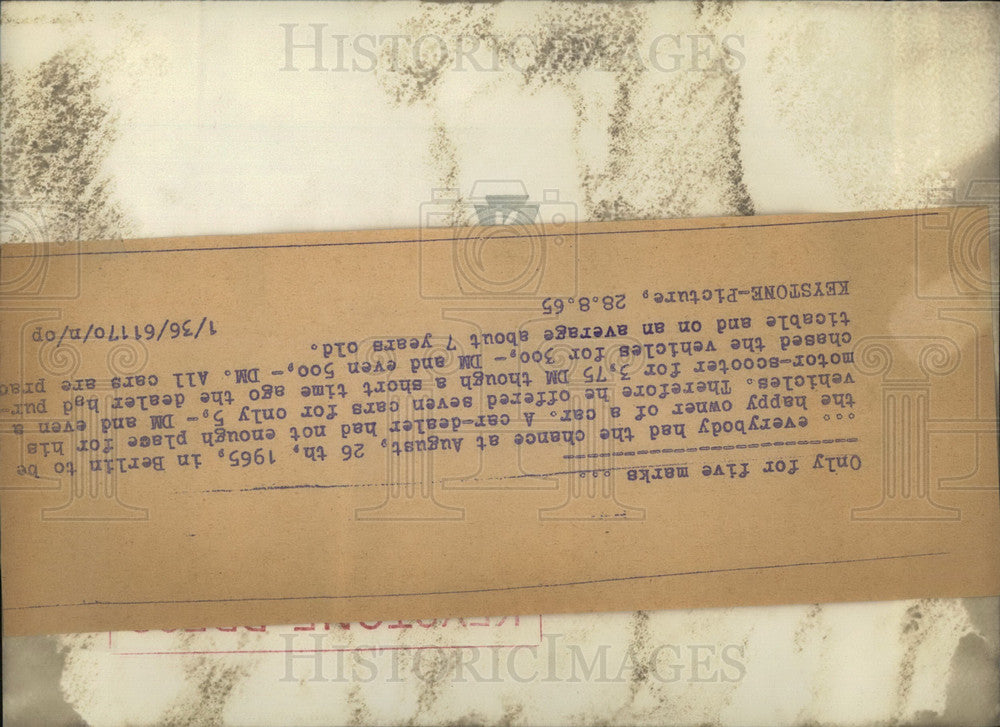 Only for five marks ...
... everybody had the chance at August, 26 th, 1965, in Berlin to be
the happy owner of a car. A car-dealer had not enough place for his
vehicles. Therefore he offered seven cars for only 5,- DM and even a
motor-scooter for 3,75 DM though a short time ago the dealer had pur-
chased the vehicles for 300,- DM and even 500,- DM. All cars are prac
ticable and on an average about 7 years old.
KEYSTONE-Picture, 28.8.65
1/36/61170/n/op
KEYSTONE PRESS
HISTORIC IMAGES
HISTORIC IMAGES